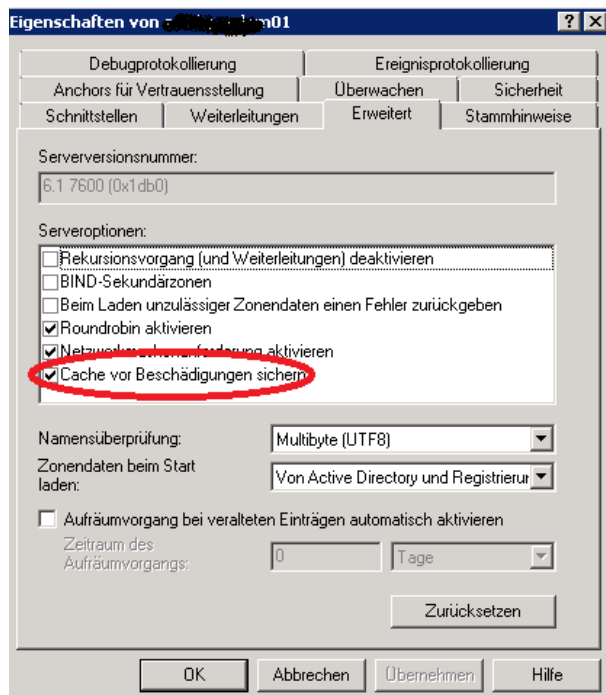 Eigenschaften von m01
Debugprotokollierung Ereignisprotokollierung
Anchors für Vertrauensstellung Überwachen Sicherheit
Schnittstellen Weiterleitungen Erweitert Stammhinweise
Serverversionsnummer:
6.1 7600 (0x1db0)
Serveroptionen:
Rekursionsvorgang (und Weiterleitungen) deaktivieren
BIND-Sekundärzonen
Beim Laden unzulässiger Zonendaten einen Fehler zurückgeben
Roundrobin aktivieren
Netzwerkmaskenanforderung aktivieren
Cache vor Beschädigungen sichern
Namensüberprüfung: Multibyte (UTF8)
Zonendaten beim Start
laden: Von Active Directory und Registrierur
Aufräumvorgang bei veralteten Einträgen automatisch aktivieren
Zeitraum des
Aufräumvorgangs: 0 Tage
Zurücksetzen
OK Abbrechen Übernehmen Hilfe